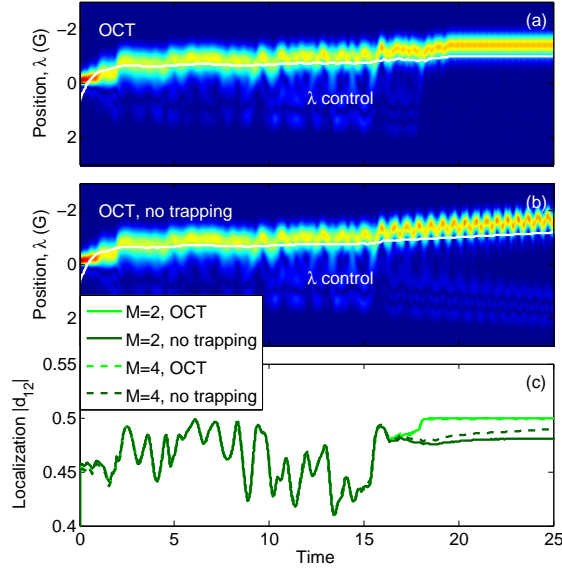 (a)
OCT
λ control
Position, λ (G)
−2
0
2
(b)
OCT, no trapping
λ control
Position, λ (G)
−2
0
2
M=2, OCT
M=2, no trapping
M=4, OCT
M=4, no trapping
(c)
Localization |d12|
0.55
0.5
0.45
0.4
0 5 10 15 20 25
Time